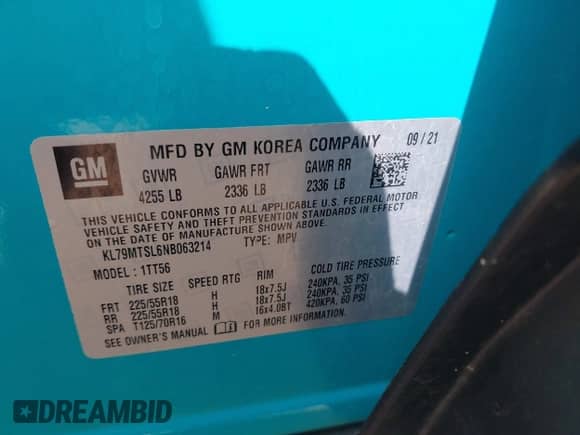 GM
MFD BY GM KOREA COMPANY 09/21
GVWR GAWR FRT GAWR RR
4255 LB 2336 LB 2336 LB
THIS VEHICLE CONFORMS TO ALL APPLICABLE U.S. FEDERAL MOTOR
VEHICLE SAFETY AND THEFT PREVENTION STANDARDS IN EFFECT ON
THE DATE OF MANUFACTURE SHOWN ABOVE.
KL79MTSL6NB063214 TYPE: MPV
MODEL: 1TT56
TIRE SIZE SPEED RTG RIM COLD TIRE PRESSURE
FRT 225/55R18 H 18x7.5J 240KPA, 35 PSI
RR 225/55R18 H 18x7.5J 240KPA, 35 PSI
SPA T125/70R16 M 16x4.0BT 420KPA, 60 PSI
SEE OWNER'S MANUAL FOR MORE INFORMATION.
DREAMBID